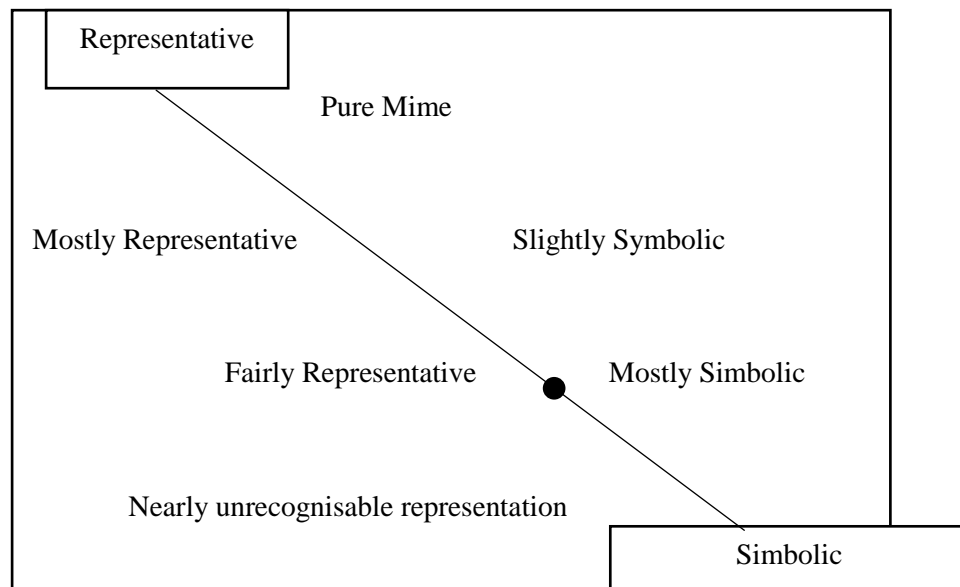 Representative
Pure Mime
Mostly Representative
Slightly Symbolic
Fairly Representative
Mostly Simbolic
Nearly unrecognisable representation
Simbolic